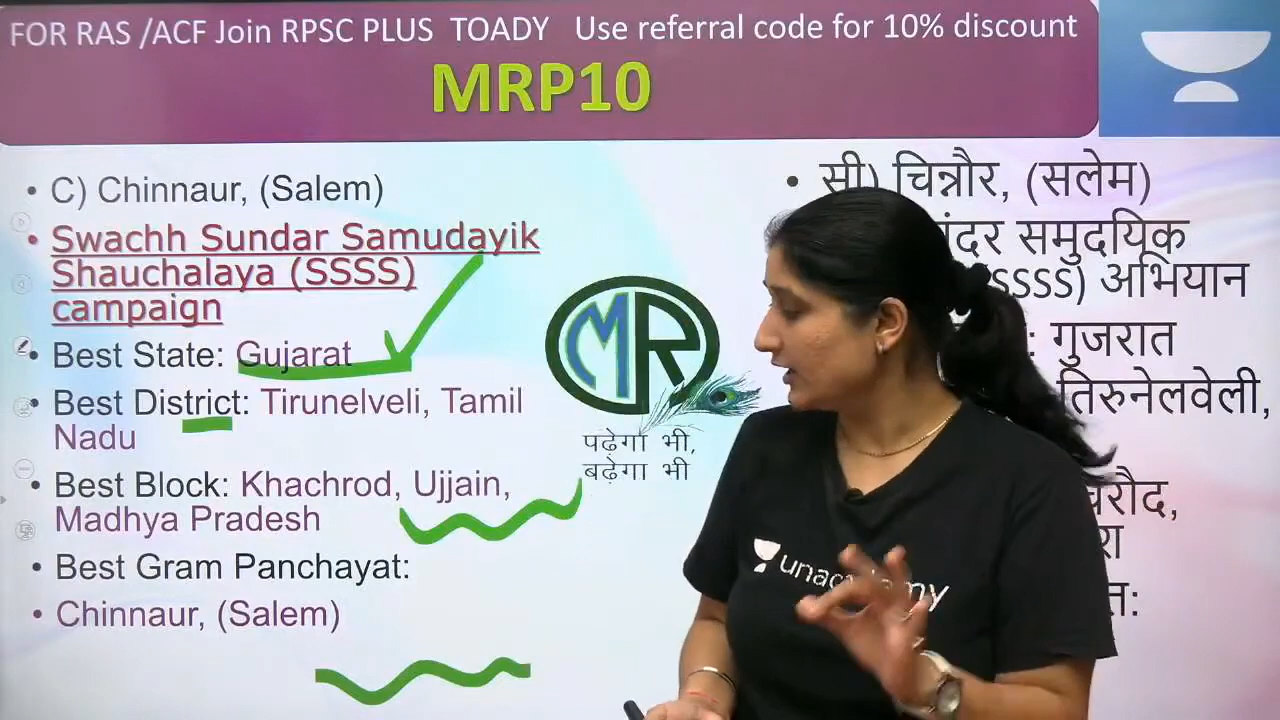 FOR RAS /ACF Join RPSC PLUS TOADY Use referral code for 10% discount
MRP10
• C) Chinnaur, (Salem)
• Swachh Sundar Samudayik
Shauchalaya (SSSS)
campaign
• Best State: Gujarat
• Best District: Tirunelveli, Tamil
Nadu
• Best Block: Khachrod, Ujjain,
Madhya Pradesh
• Best Gram Panchayat:
• Chinnaur, (Salem)
MR
पढ़ेगा भी,
बढ़ेगा भी
• सी) चिन्नौर, (सलेम)
सुंदर समुदयिक
SSSS) अभियान
: गुजरात
तिरुनेलवेली,
unacademy